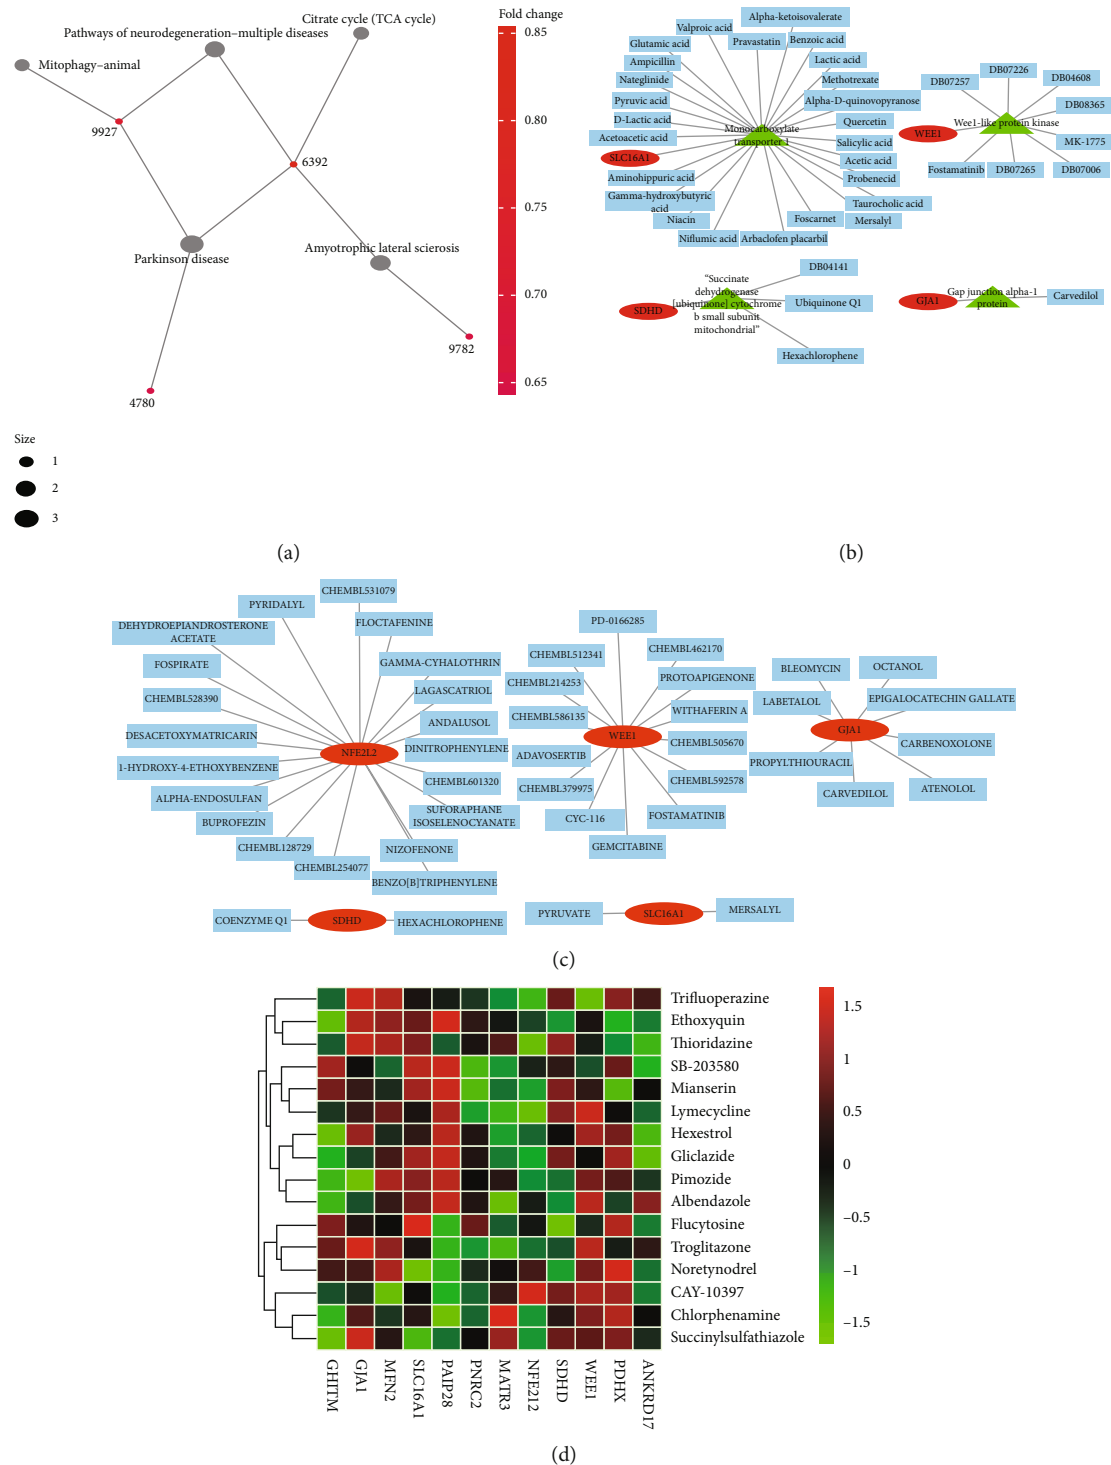 Citrate cycle (TCA cycle)
Pathways of neurodegeneration–multiple diseases
Mitophagy–animal
9927
6392
Amyotrophic lateral scierosis
Parkinson disease
9782
4780
Fold change
0.85
0.80
0.75
0.70
0.65
Size
1
2
3
(a)
Alpha-ketoisovalerate
Valproic acid
Pravastatin
Benzoic acid
Glutamic acid
Lactic acid
Ampicillin
Nateglinide
Methotrexate
Pyruvic acid
Alpha-D-quinovopyranose
D-Lactic acid
Quercetin
Acetoacetic acid
Monocarboxylate
transporter 1
Salicylic acid
SLC16A1
Acetic acid
Aminohippuric acid
Probenecid
Gamma-hydroxybutyric
acid
Taurocholic acid
Niacin
Foscarnet
Mersalyl
Niflumic acid
Arbaclofen placarbil
DB07257
DB07226
DB04608
DB08365
WEE1
Wee1-like protein kinase
MK-1775
Fostamatinib
DB07265
DB07006
"Succinate
dehydrogenase
[ubiquinone] cytochrome
b small subunit
mitochondrial"
SDHD
DB04141
Ubiquinone Q1
Hexachlorophene
GJA1
Gap junction alpha-1
protein
Carvedilol
(b)
CHEMBL531079
PYRIDALYL
FLOCTAFENINE
DEHYDROEPIANDROSTERONE
ACETATE
FOSPIRATE
GAMMA-CYHALOTHRIN
CHEMBL528390
LAGASCATRIOL
DESACETOXYMATRICARIN
ANDALUSOL
NFE2L2
DINITROPHENYLENE
1-HYDROXY-4-ETHOXYBENZENE
CHEMBL601320
ALPHA-ENDOSULFAN
SUFORAPHANE
ISOSELENOCYANATE
BUPROFEZIN
CHEMBL128729
NIZOFENONE
CHEMBL254077
BENZO[B]TRIPHENYLENE
PD-0166285
CHEMBL512341
CHEMBL462170
CHEMBL214253
PROTOAPIGENONE
CHEMBL586135
WITHAFERIN A
WEE1
CHEMBL505670
ADAVOSERTIB
CHEMBL592578
CHEMBL379975
CYC-116
FOSTAMATINIB
GEMCITABINE
BLEOMYCIN
OCTANOL
LABETALOL
EPIGALOCATECHIN GALLATE
GJA1
CARBENOXOLONE
PROPYLTHIOURACIL
CARVEDILOL
ATENOLOL
COENZYME Q1
SDHD
HEXACHLOROPHENE
PYRUVATE
SLC16A1
MERSALYL
(c)
Trifluoperazine
Ethoxyquin
Thioridazine
SB-203580
Mianserin
Lymecycline
Hexestrol
Gliclazide
Pimozide
Albendazole
Flucytosine
Troglitazone
Noretynodrel
CAY-10397
Chlorphenamine
Succinylsulfathiazole
GHITM
GJA1
MFN2
SLC16A1
PAIP28
PNRC2
MATR3
NFE212
SDHD
WEE1
PDHX
ANKRD17
1.5
1
0.5
0
–0.5
–1
–1.5
(d)